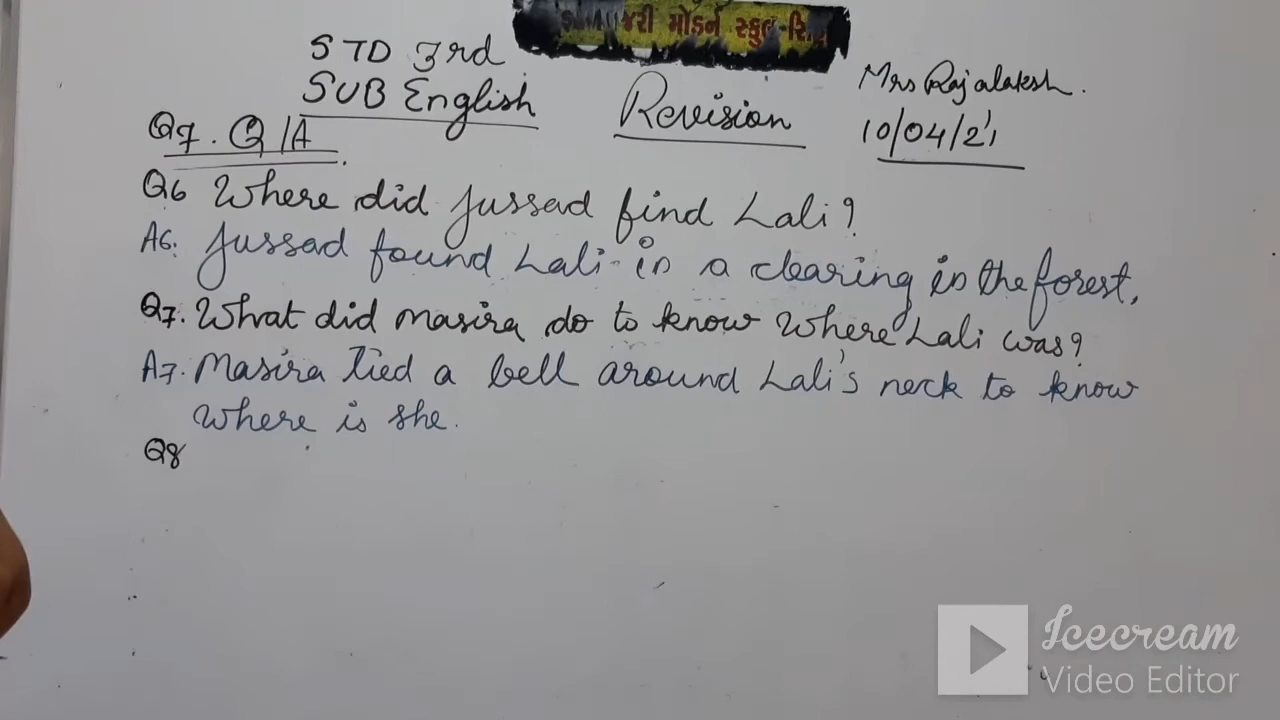 કરી મોડર્ન સ્કુલ-સિ
STD 3rd
SUB English
Revision
Mrs Rajalaksh.
10/04/21
Q7. Q/A
Q6 Where did Jussad find Lali?
A6. Jussad found Lali in a clearing in the forest.
Q7. What did Masira do to know Where Lali was?
A7. Masira tied a bell around Lali's neck to know
Where is she.
Q8
Icecream
Video Editor